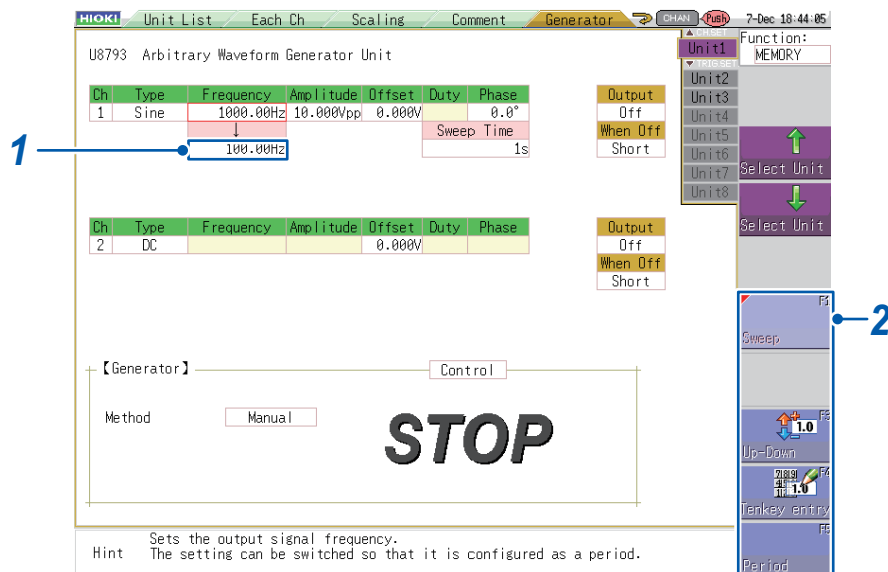 HIOKI Unit List Each Ch Scaling Comment Generator CHAN Push 7-Dec 18:44:05
U8793 Arbitrary Waveform Generator Unit
CH.SET
Unit1
TRIG.SET
Unit2
Unit3
Unit4
Unit5
Unit6
Unit7
Unit8
Function:
MEMORY
Select Unit
Select Unit
Ch Type Frequency Amplitude Offset Duty Phase
1 Sine 1000.00Hz 10.000Vpp 0.000V 0.0°
↓ Sweep Time
100.00Hz 1s
Output
Off
When Off
Short
1
Ch Type Frequency Amplitude Offset Duty Phase
2 DC 0.000V
Output
Off
When Off
Short
F1
Sweep
2
F3
1.0
Up-Down
F4
1.0
Tenkey entry
Period
【Generator】 Control
Method Manual
STOP
Hint Sets the output signal frequency.
The setting can be switched so that it is configured as a period.